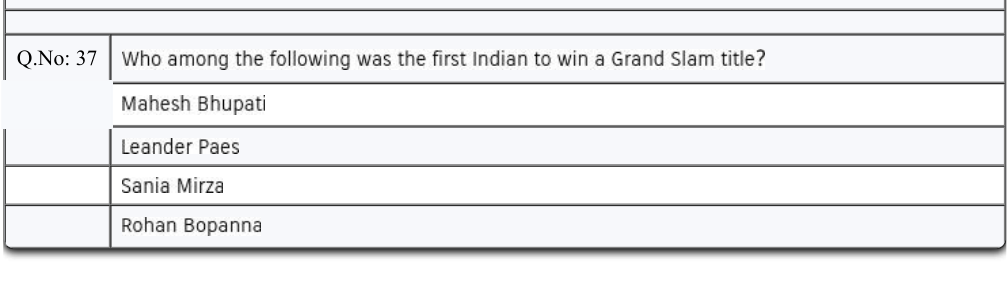 Q.No: 37 Who among the following was the first Indian to win a Grand Slam title?
Mahesh Bhupati
Leander Paes
Sania Mirza
Rohan Bopanna